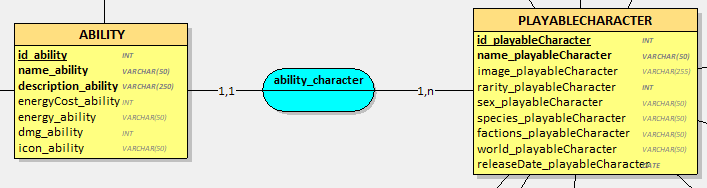 ABILITY
id_ability INT
name_ability VARCHAR(50)
description_ability VARCHAR(250)
energyCost_ability INT
energy_ability VARCHAR(50)
dmg_ability INT
icon_ability VARCHAR(50)
1,1
ability_character
1,n
PLAYABLECHARACTER
id_playableCharacter INT
name_playableCharacter VARCHAR(50)
image_playableCharacter VARCHAR(255)
rarity_playableCharacter INT
sex_playableCharacter VARCHAR(50)
species_playableCharacter VARCHAR(50)
factions_playableCharacter VARCHAR(50)
world_playableCharacter VARCHAR(50)
releaseDate_playableCharacter DATE